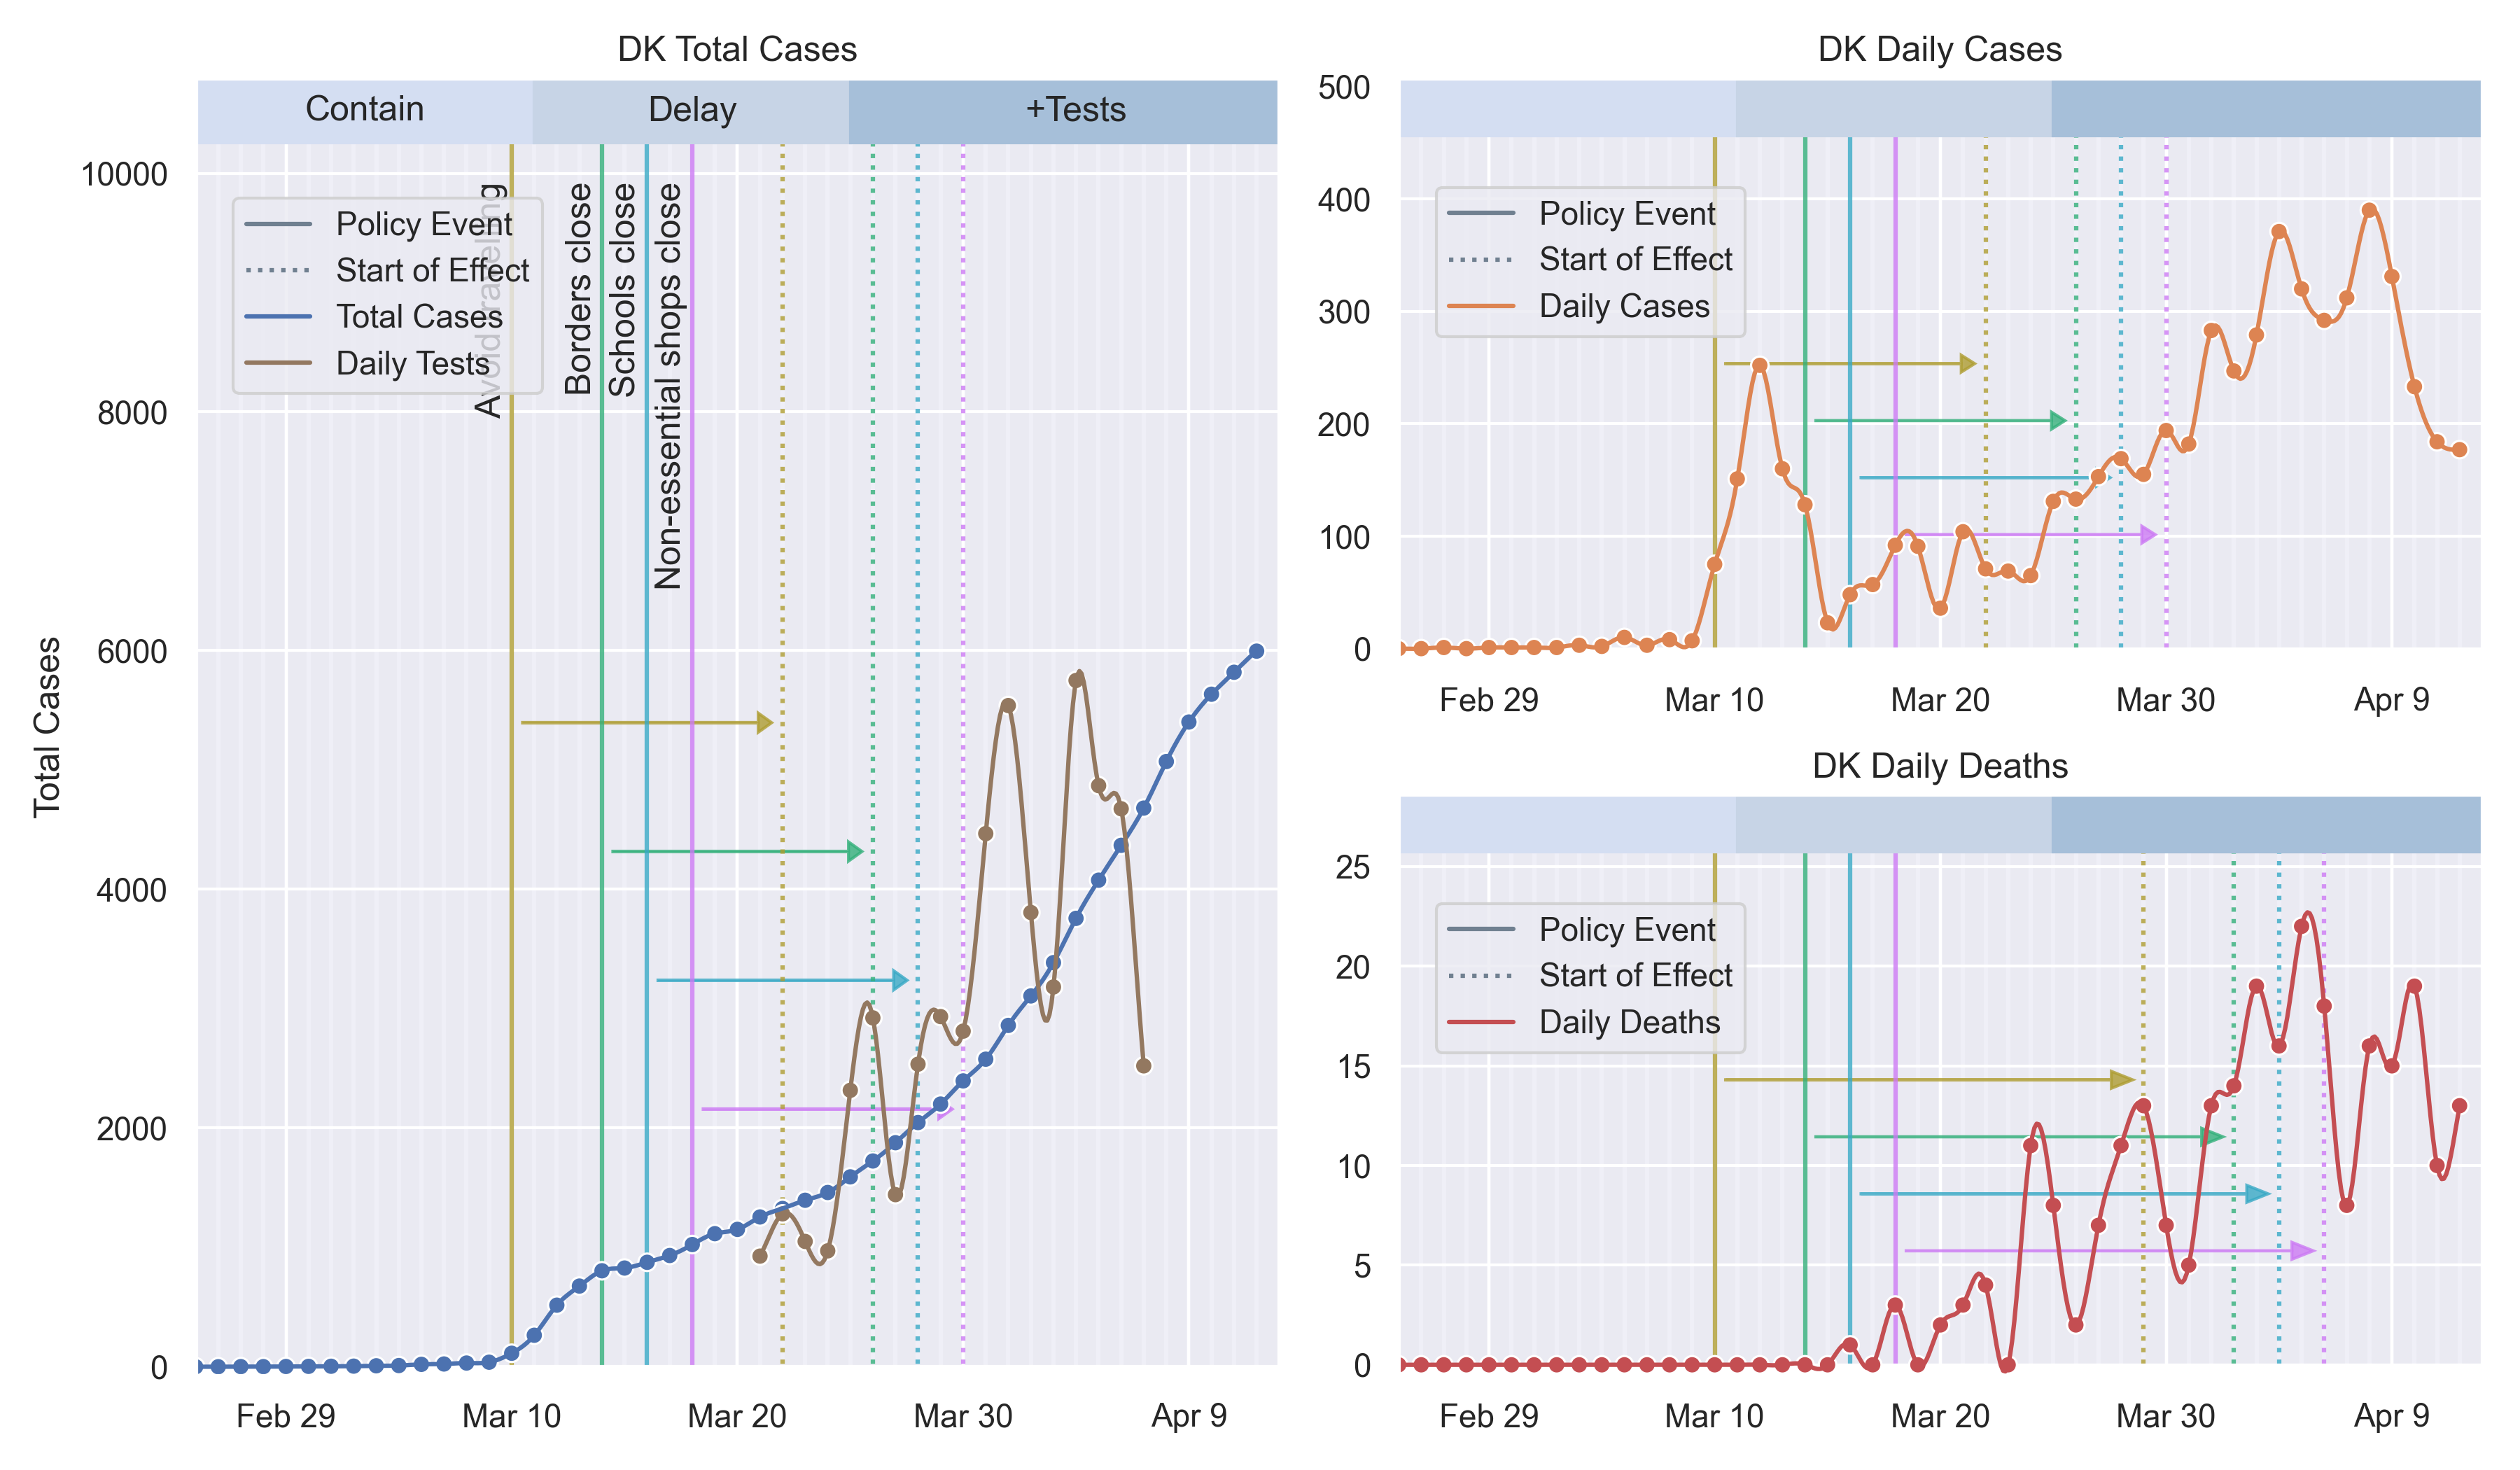 DK Total Cases
Contain
Delay
+Tests
10000
8000
6000
4000
2000
0
Total Cases
Policy Event
Start of Effect
Total Cases
Daily Tests
Avoid traveling
Borders close
Schools close
Non-essential shops close
Feb 29
Mar 10
Mar 20
Mar 30
Apr 9
DK Daily Cases
500
400
300
200
100
0
Policy Event
Start of Effect
Daily Cases
Feb 29
Mar 10
Mar 20
Mar 30
Apr 9
DK Daily Deaths
25
20
15
10
5
0
Policy Event
Start of Effect
Daily Deaths
Feb 29
Mar 10
Mar 20
Mar 30
Apr 9